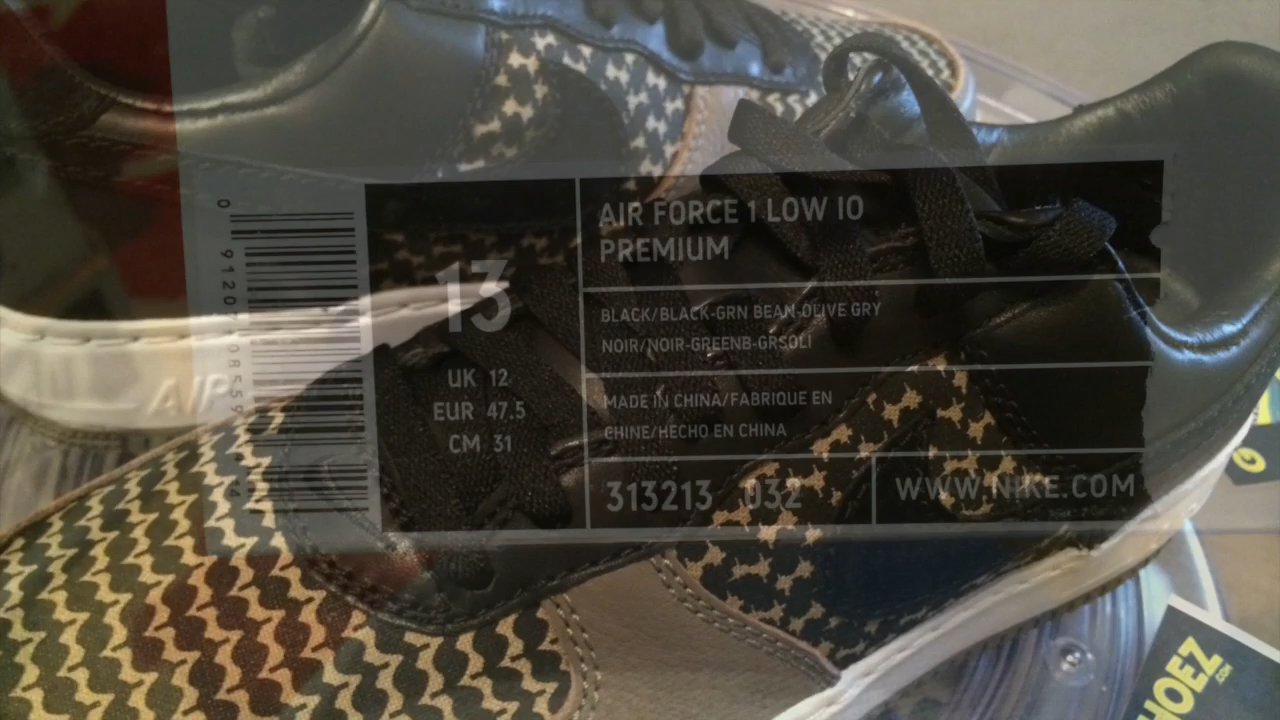 AIR FORCE 1 LOW IO
PREMIUM
BLACK/BLACK-GRN BEAN-OLIVE GRY
NOIR/NOIR-GREENB-GRSOLI
MADE IN CHINA/FABRIQUE EN
CHINE/HECHO EN CHINA
313213 032
WWW.NIKE.COM
13
UK 12
EUR 47.5
CM 31
AIR
HOEZ
.COM